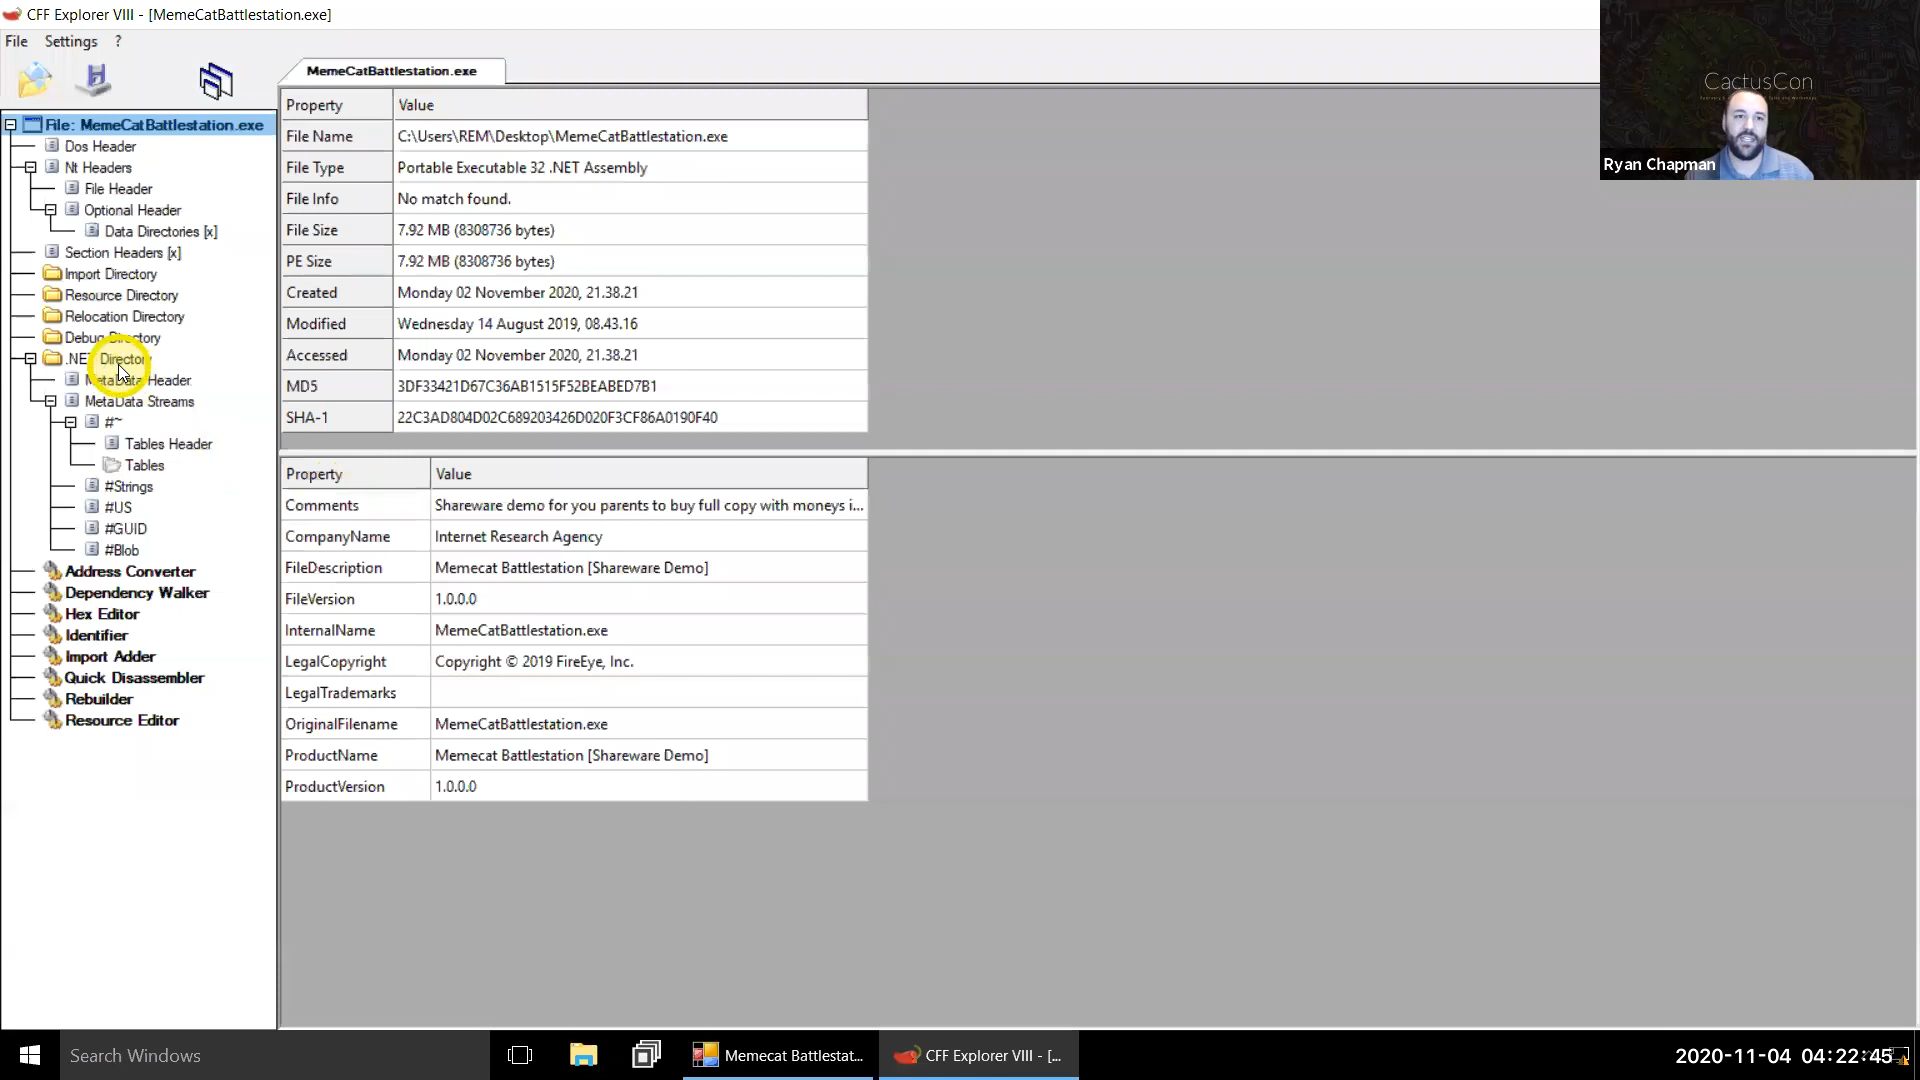 CFF Explorer VIII - [MemeCatBattlestation.exe]
File Settings ?
MemeCatBattlestation.exe
File: MemeCatBattlestation.exe
Dos Header
Nt Headers
File Header
Optional Header
Data Directories [x]
Section Headers [x]
Import Directory
Resource Directory
Relocation Directory
Debug Directory
.NET Directory
MetaData Header
MetaData Streams
#~
Tables Header
Tables
#Strings
#US
#GUID
#Blob
Address Converter
Dependency Walker
Hex Editor
Identifier
Import Adder
Quick Disassembler
Rebuilder
Resource Editor
Property Value
File Name C:\Users\REM\Desktop\MemeCatBattlestation.exe
File Type Portable Executable 32 .NET Assembly
File Info No match found.
File Size 7.92 MB (8308736 bytes)
PE Size 7.92 MB (8308736 bytes)
Created Monday 02 November 2020, 21.38.21
Modified Wednesday 14 August 2019, 08.43.16
Accessed Monday 02 November 2020, 21.38.21
MD5 3DF33421D67C36AB1515F52BEABED7B1
SHA-1 22C3AD804D02C689203426D020F3CF86A0190F40
Property Value
Comments Shareware demo for you parents to buy full copy with moneys i...
CompanyName Internet Research Agency
FileDescription Memecat Battlestation [Shareware Demo]
FileVersion 1.0.0.0
InternalName MemeCatBattlestation.exe
LegalCopyright Copyright © 2019 FireEye, Inc.
LegalTrademarks
OriginalFilename MemeCatBattlestation.exe
ProductName Memecat Battlestation [Shareware Demo]
ProductVersion 1.0.0.0
CactusCon
Ryan Chapman
Search Windows
Memecat Battlestat...
CFF Explorer VIII - [...
2020-11-04 04:22:45